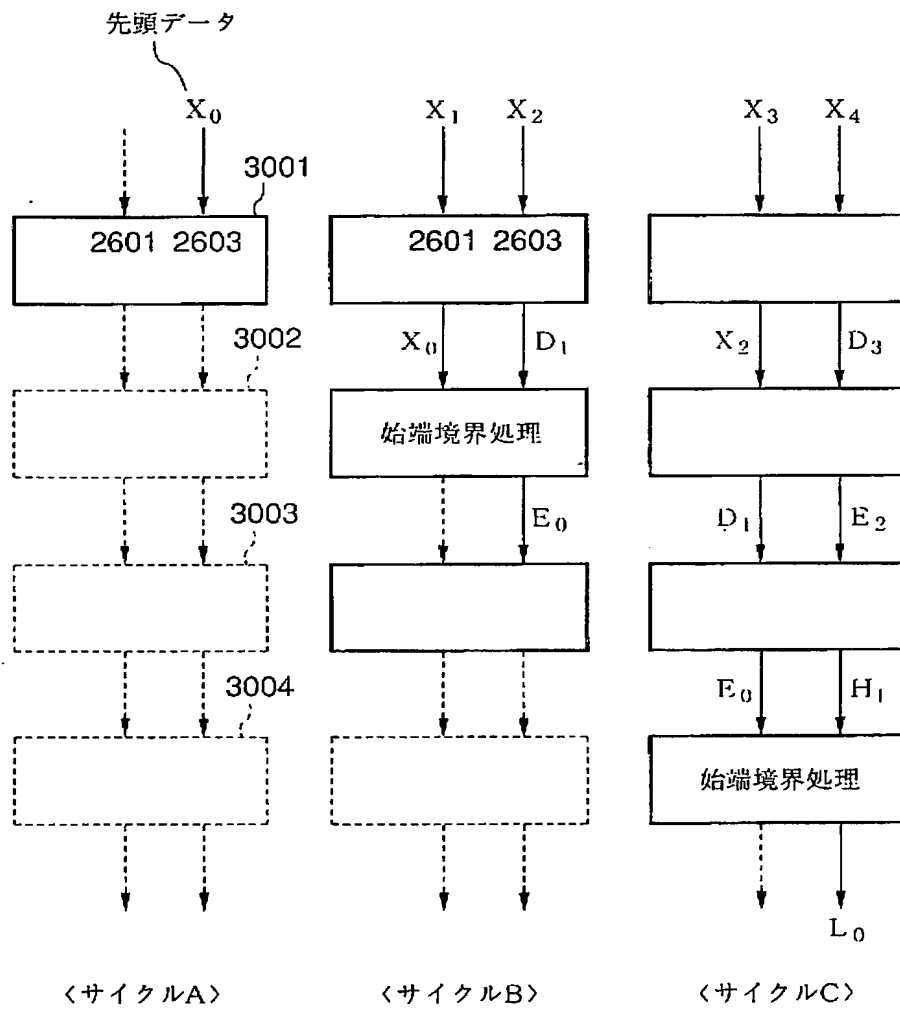 先頭データ
X₀ X₁ X₂ X₃ X₄
3001
2601 2603 2601 2603
X₀ D₁ X₂ D₃
3002
始端境界処理
E₀ D₁ E₂
3003
E₀ H₁
3004
始端境界処理
L₀
〈サイクルA〉 〈サイクルB〉 〈サイクルC〉